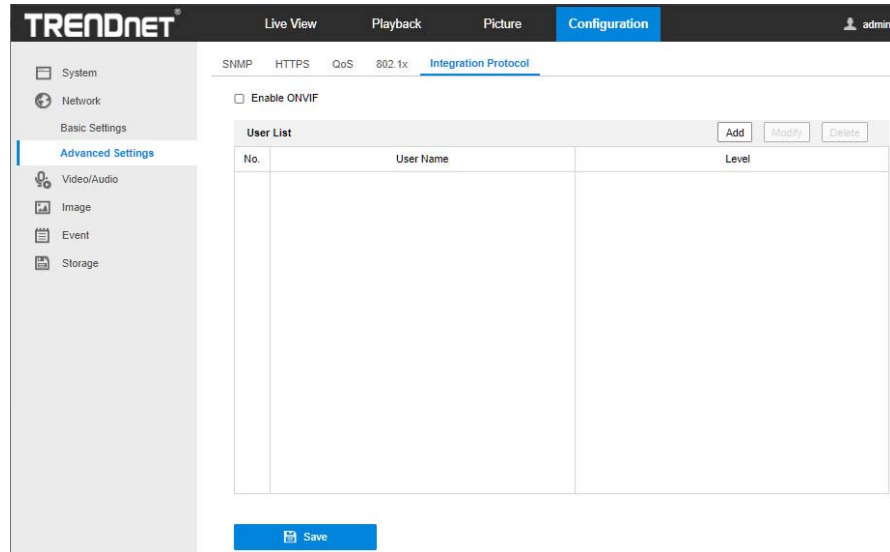 TRENDnet®
Live View Playback Picture Configuration admin
System
Network
Basic Settings
Advanced Settings
Video/Audio
Image
Event
Storage
SNMP HTTPS QoS 802.1x Integration Protocol
Enable ONVIF
User List Add Modify Delete
No. User Name Level
Save